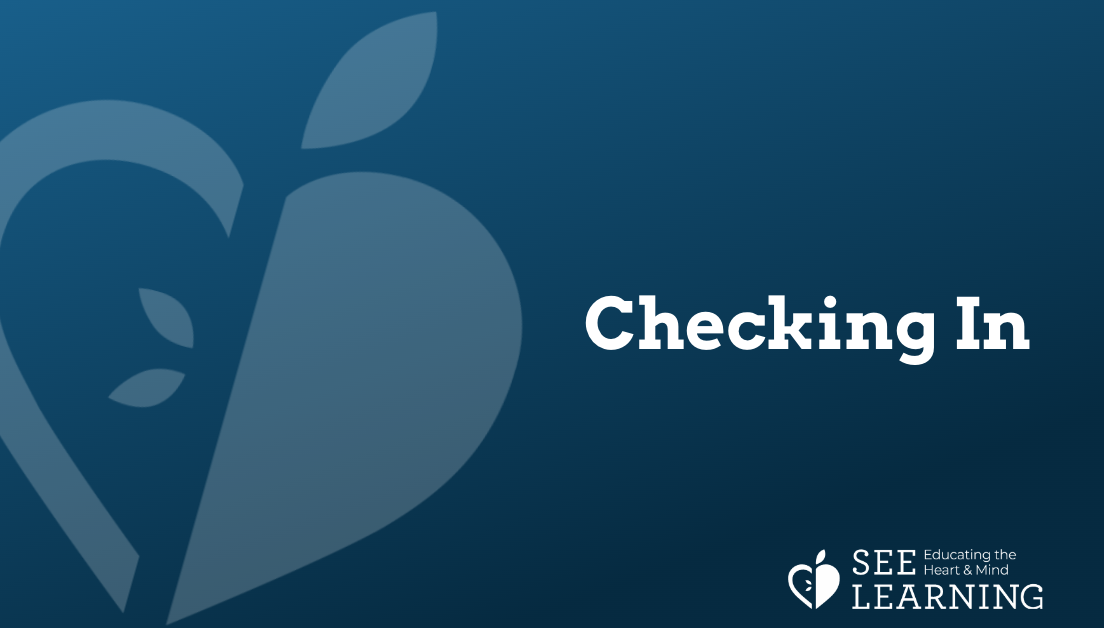 Checking In
SEE Educating the
Heart & Mind
LEARNING